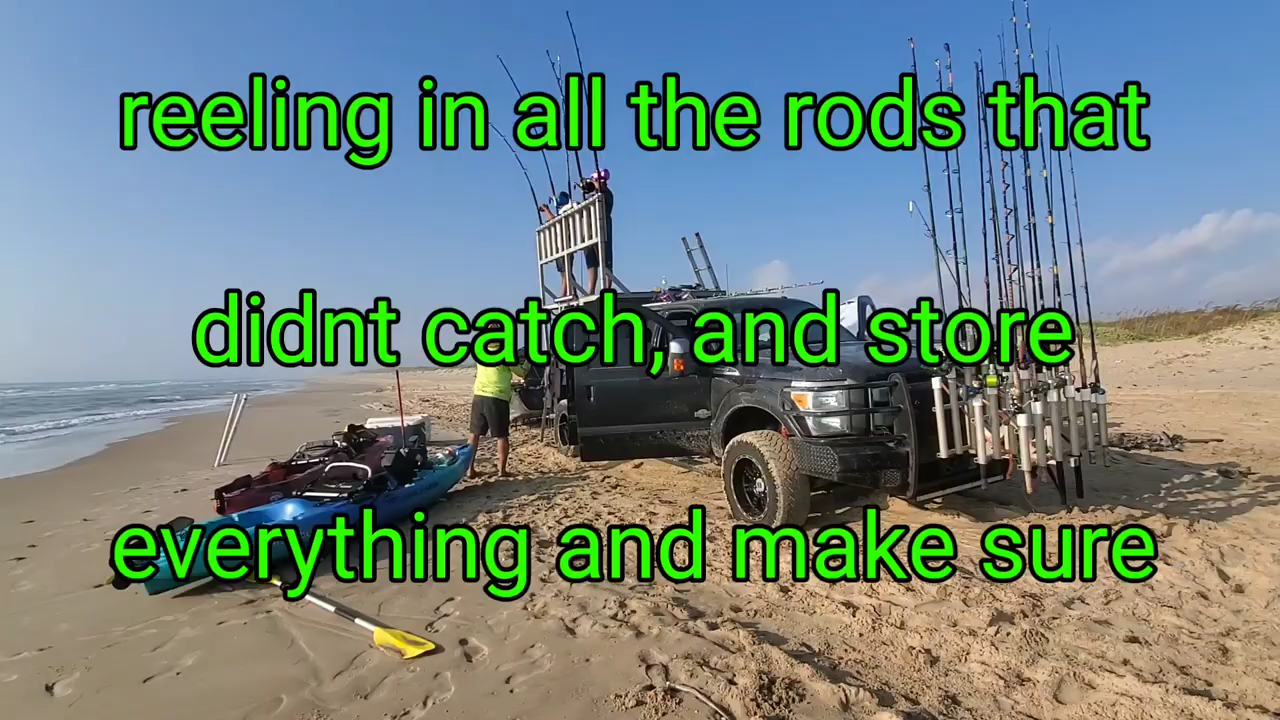 reeling in all the rods that
didnt catch, and store
everything and make sure